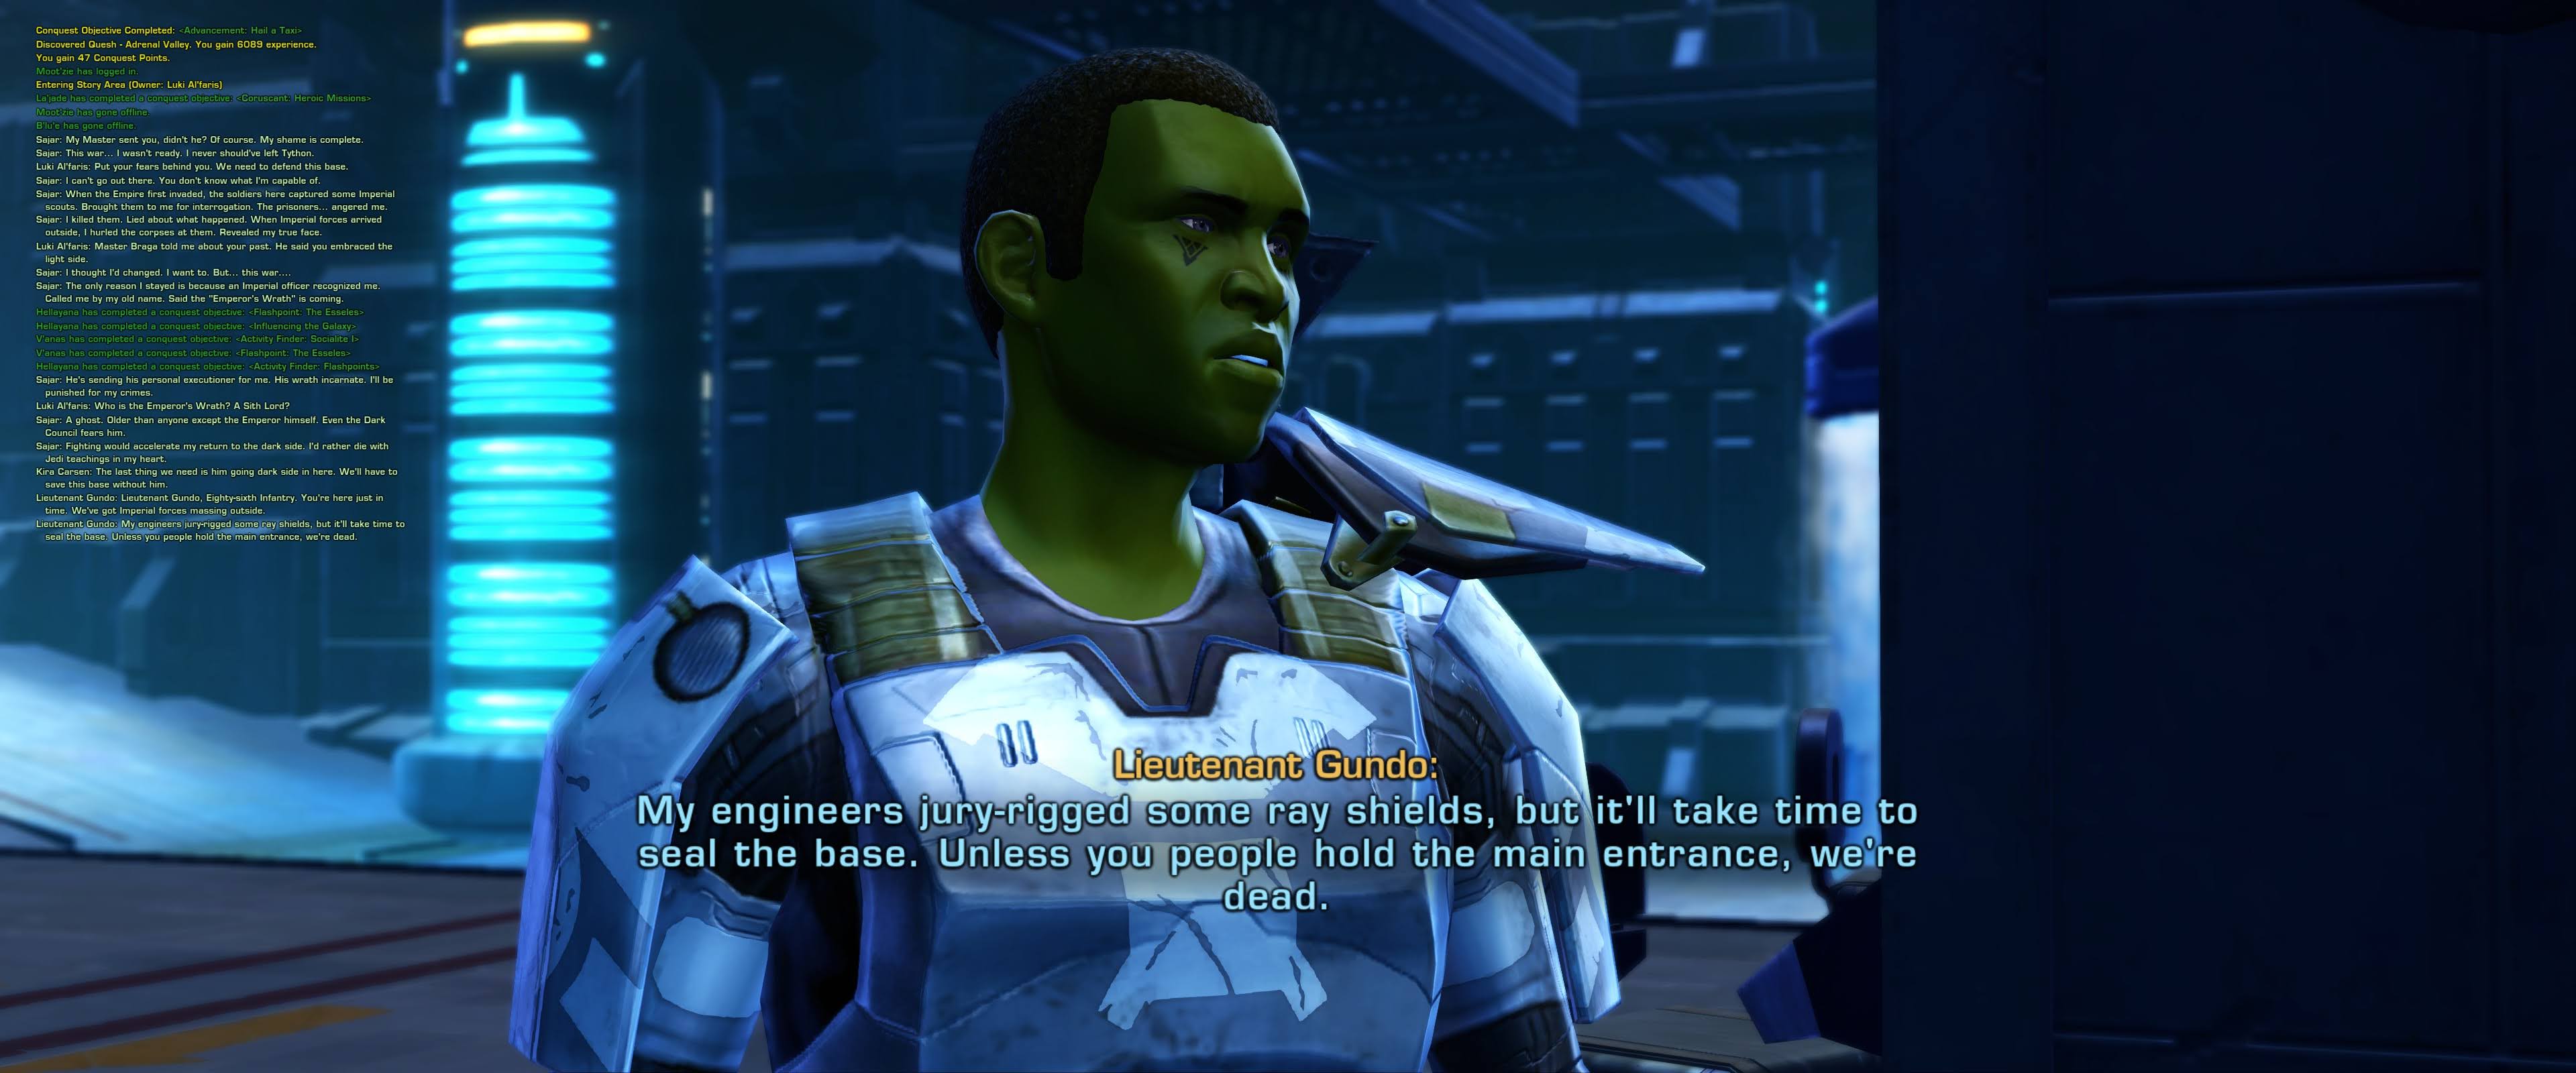 Conquest Objective Completed: <Advancement: Hail a Taxi>
Discovered Quesh - Adrenal Valley. You gain 6089 experience.
You gain 47 Conquest Points.
Moot'zie has logged in.
Entering Story Area (Owner: Luki Al'faris)
La'jade has completed a conquest objective: <Coruscant: Heroic Missions>
Moot'zie has gone offline.
B'lu'e has gone offline.
Sajar: My Master sent you, didn't he? Of course. My shame is complete.
Sajar: This war... I wasn't ready. I never should've left Tython.
Luki Al'faris: Put your fears behind you. We need to defend this base.
Sajar: I can't go out there. You don't know what I'm capable of.
Sajar: When the Empire first invaded, the soldiers here captured some Imperial
scouts. Brought them to me for interrogation. The prisoners... angered me.
Sajar: I killed them. Lied about what happened. When Imperial forces arrived
outside, I hurled the corpses at them. Revealed my true face.
Luki Al'faris: Master Braga told me about your past. He said you embraced the
light side.
Sajar: I thought I'd changed. I want to. But... this war....
Sajar: The only reason I stayed is because an Imperial officer recognized me.
Called me by my old name. Said the "Emperor's Wrath" is coming.
Hellayana has completed a conquest objective: <Flashpoint: The Esseles>
Hellayana has completed a conquest objective: <Influencing the Galaxy>
V'anas has completed a conquest objective: <Activity Finder: Socialite I>
V'anas has completed a conquest objective: <Flashpoint: The Esseles>
Hellayana has completed a conquest objective: <Activity Finder: Flashpoints>
Sajar: He's sending his personal executioner for me. His wrath incarnate. I'll be
punished for my crimes.
Luki Al'faris: Who is the Emperor's Wrath? A Sith Lord?
Sajar: A ghost. Older than anyone except the Emperor himself. Even the Dark
Council fears him.
Sajar: Fighting would accelerate my return to the dark side. I'd rather die with
Jedi teachings in my heart.
Kira Carsen: The last thing we need is him going dark side in here. We'll have to
save this base without him.
Lieutenant Gundo: Lieutenant Gundo, Eighty-sixth Infantry. You're here just in
time. We've got Imperial forces massing outside.
Lieutenant Gundo: My engineers jury-rigged some ray shields, but it'll take time to
seal the base. Unless you people hold the main entrance, we're dead.
Lieutenant Gundo:
My engineers jury-rigged some ray shields, but it'll take time to
seal the base. Unless you people hold the main entrance, we're
dead.